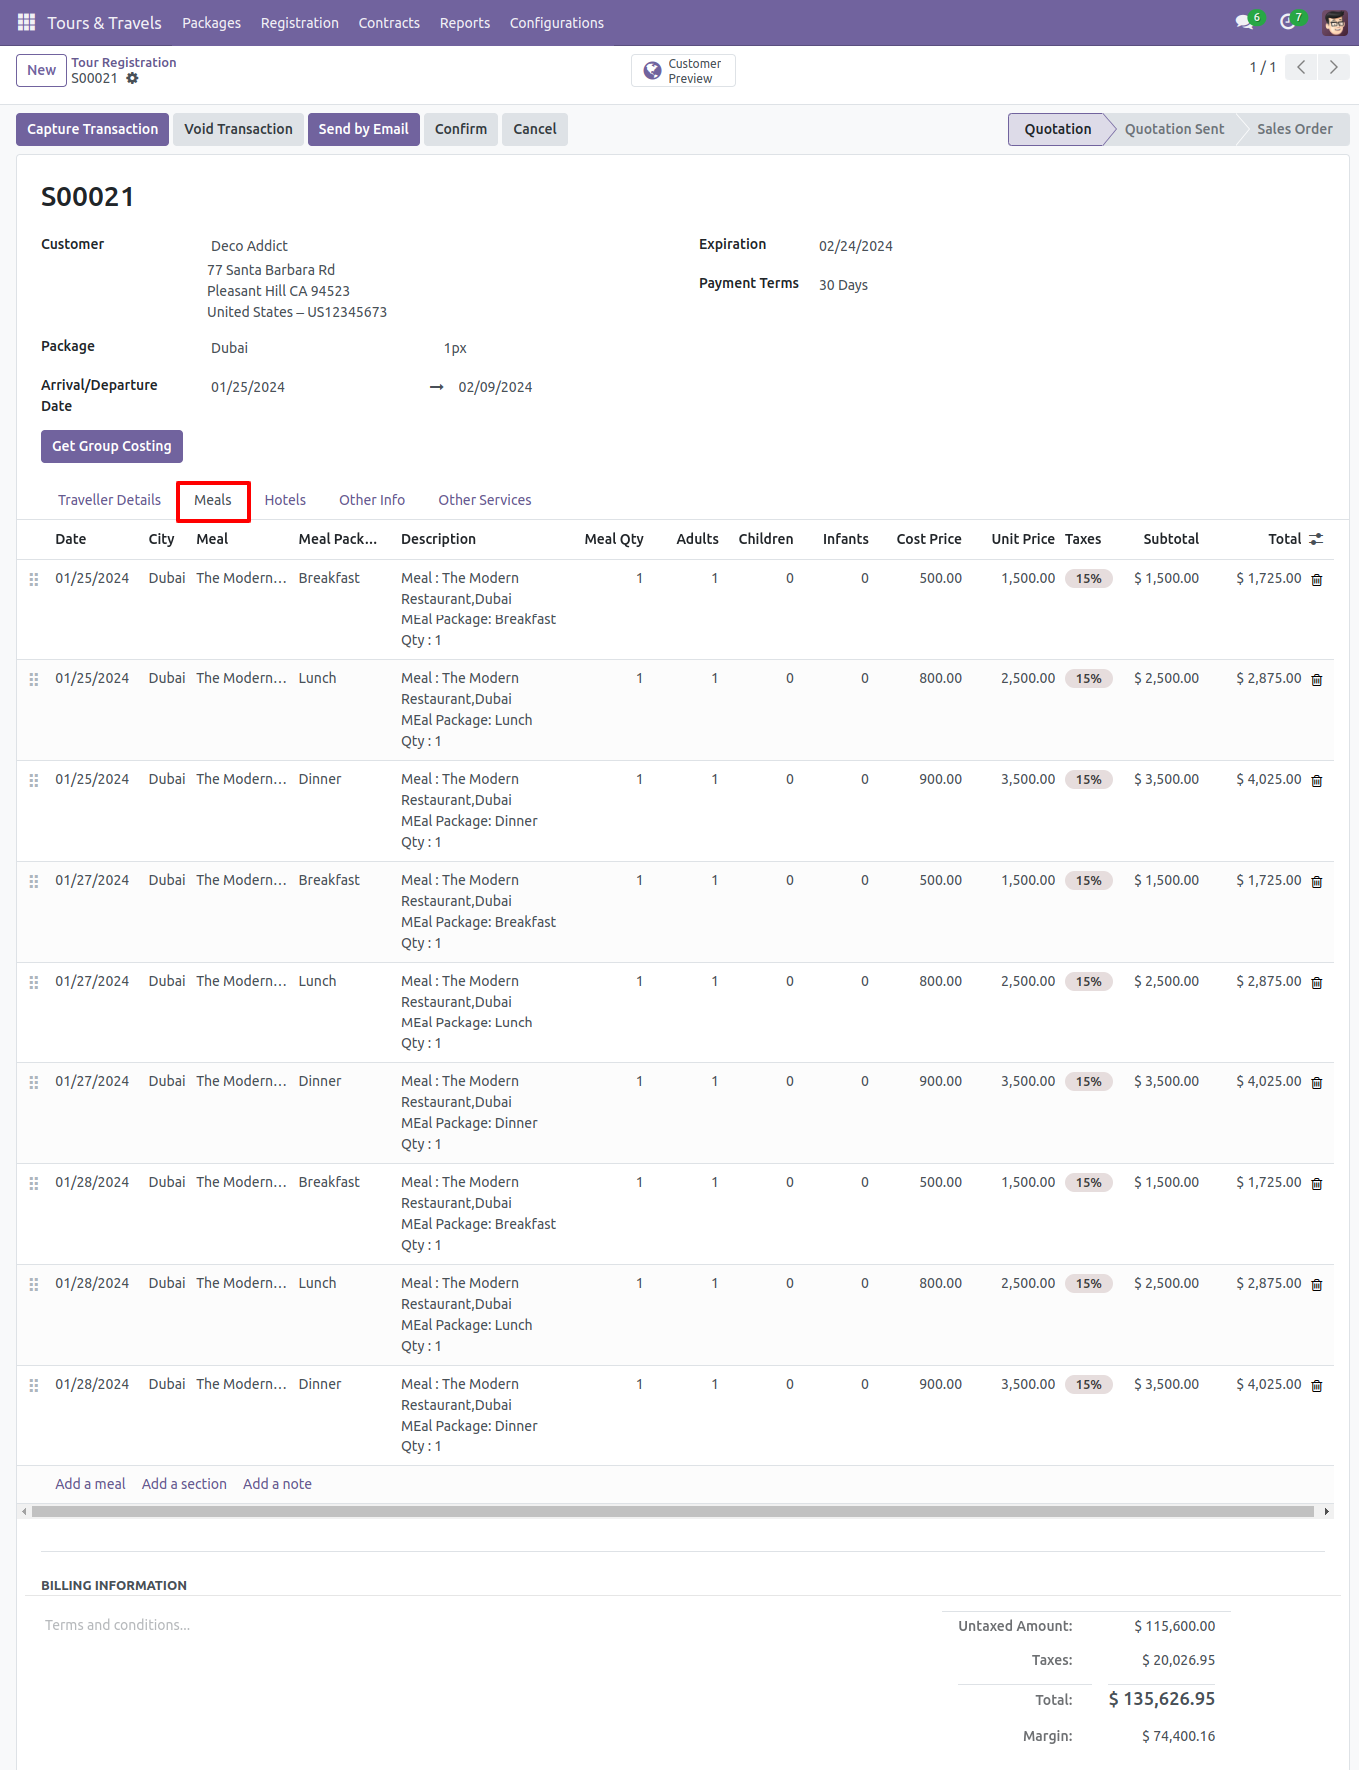 Tours & Travels Packages Registration Contracts Reports Configurations 6 7
New Tour Registration
S00021
Customer Preview
1 / 1
Capture Transaction Void Transaction Send by Email Confirm Cancel Quotation Quotation Sent Sales Order
S00021
Customer Deco Addict Expiration 02/24/2024
77 Santa Barbara Rd
Pleasant Hill CA 94523
United States – US12345673
Payment Terms 30 Days
Package Dubai 1px
Arrival/Departure Date 01/25/2024 → 02/09/2024
Get Group Costing
Traveller Details Meals Hotels Other Info Other Services
Date City Meal Meal Pack... Description Meal Qty Adults Children Infants Cost Price Unit Price Taxes Subtotal Total
01/25/2024 Dubai The Modern... Breakfast Meal : The Modern 1 1 0 0 500.00 1,500.00 15% $ 1,500.00 $ 1,725.00
Restaurant,Dubai
MEal Package: Breakfast
Qty : 1
01/25/2024 Dubai The Modern... Lunch Meal : The Modern 1 1 0 0 800.00 2,500.00 15% $ 2,500.00 $ 2,875.00
Restaurant,Dubai
MEal Package: Lunch
Qty : 1
01/25/2024 Dubai The Modern... Dinner Meal : The Modern 1 1 0 0 900.00 3,500.00 15% $ 3,500.00 $ 4,025.00
Restaurant,Dubai
MEal Package: Dinner
Qty : 1
01/27/2024 Dubai The Modern... Breakfast Meal : The Modern 1 1 0 0 500.00 1,500.00 15% $ 1,500.00 $ 1,725.00
Restaurant,Dubai
MEal Package: Breakfast
Qty : 1
01/27/2024 Dubai The Modern... Lunch Meal : The Modern 1 1 0 0 800.00 2,500.00 15% $ 2,500.00 $ 2,875.00
Restaurant,Dubai
MEal Package: Lunch
Qty : 1
01/27/2024 Dubai The Modern... Dinner Meal : The Modern 1 1 0 0 900.00 3,500.00 15% $ 3,500.00 $ 4,025.00
Restaurant,Dubai
MEal Package: Dinner
Qty : 1
01/28/2024 Dubai The Modern... Breakfast Meal : The Modern 1 1 0 0 500.00 1,500.00 15% $ 1,500.00 $ 1,725.00
Restaurant,Dubai
MEal Package: Breakfast
Qty : 1
01/28/2024 Dubai The Modern... Lunch Meal : The Modern 1 1 0 0 800.00 2,500.00 15% $ 2,500.00 $ 2,875.00
Restaurant,Dubai
MEal Package: Lunch
Qty : 1
01/28/2024 Dubai The Modern... Dinner Meal : The Modern 1 1 0 0 900.00 3,500.00 15% $ 3,500.00 $ 4,025.00
Restaurant,Dubai
MEal Package: Dinner
Qty : 1
Add a meal Add a section Add a note
BILLING INFORMATION
Terms and conditions...
Untaxed Amount: $ 115,600.00
Taxes: $ 20,026.95
Total: $ 135,626.95
Margin: $ 74,400.16